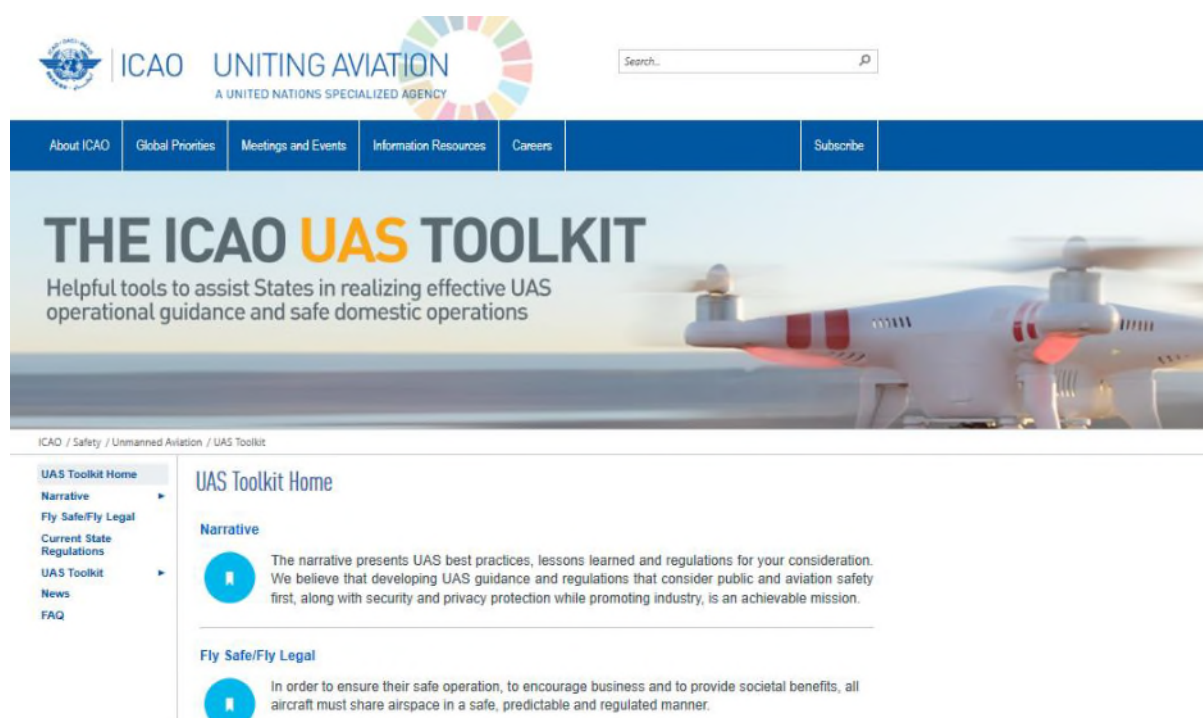 ICAO
UNITING AVIATION
A UNITED NATIONS SPECIALIZED AGENCY
Search...
About ICAO
Global Priorities
Meetings and Events
Information Resources
Careers
Subscribe
THE ICAO UAS TOOLKIT
Helpful tools to assist States in realizing effective UAS
operational guidance and safe domestic operations
ICAO / Safety / Unmanned Aviation / UAS Toolkit
UAS Toolkit Home
Narrative
Fly Safe/Fly Legal
Current State
Regulations
UAS Toolkit
News
FAQ
UAS Toolkit Home
Narrative
The narrative presents UAS best practices, lessons learned and regulations for your consideration.
We believe that developing UAS guidance and regulations that consider public and aviation safety
first, along with security and privacy protection while promoting industry, is an achievable mission.
Fly Safe/Fly Legal
In order to ensure their safe operation, to encourage business and to provide societal benefits, all
aircraft must share airspace in a safe, predictable and regulated manner.